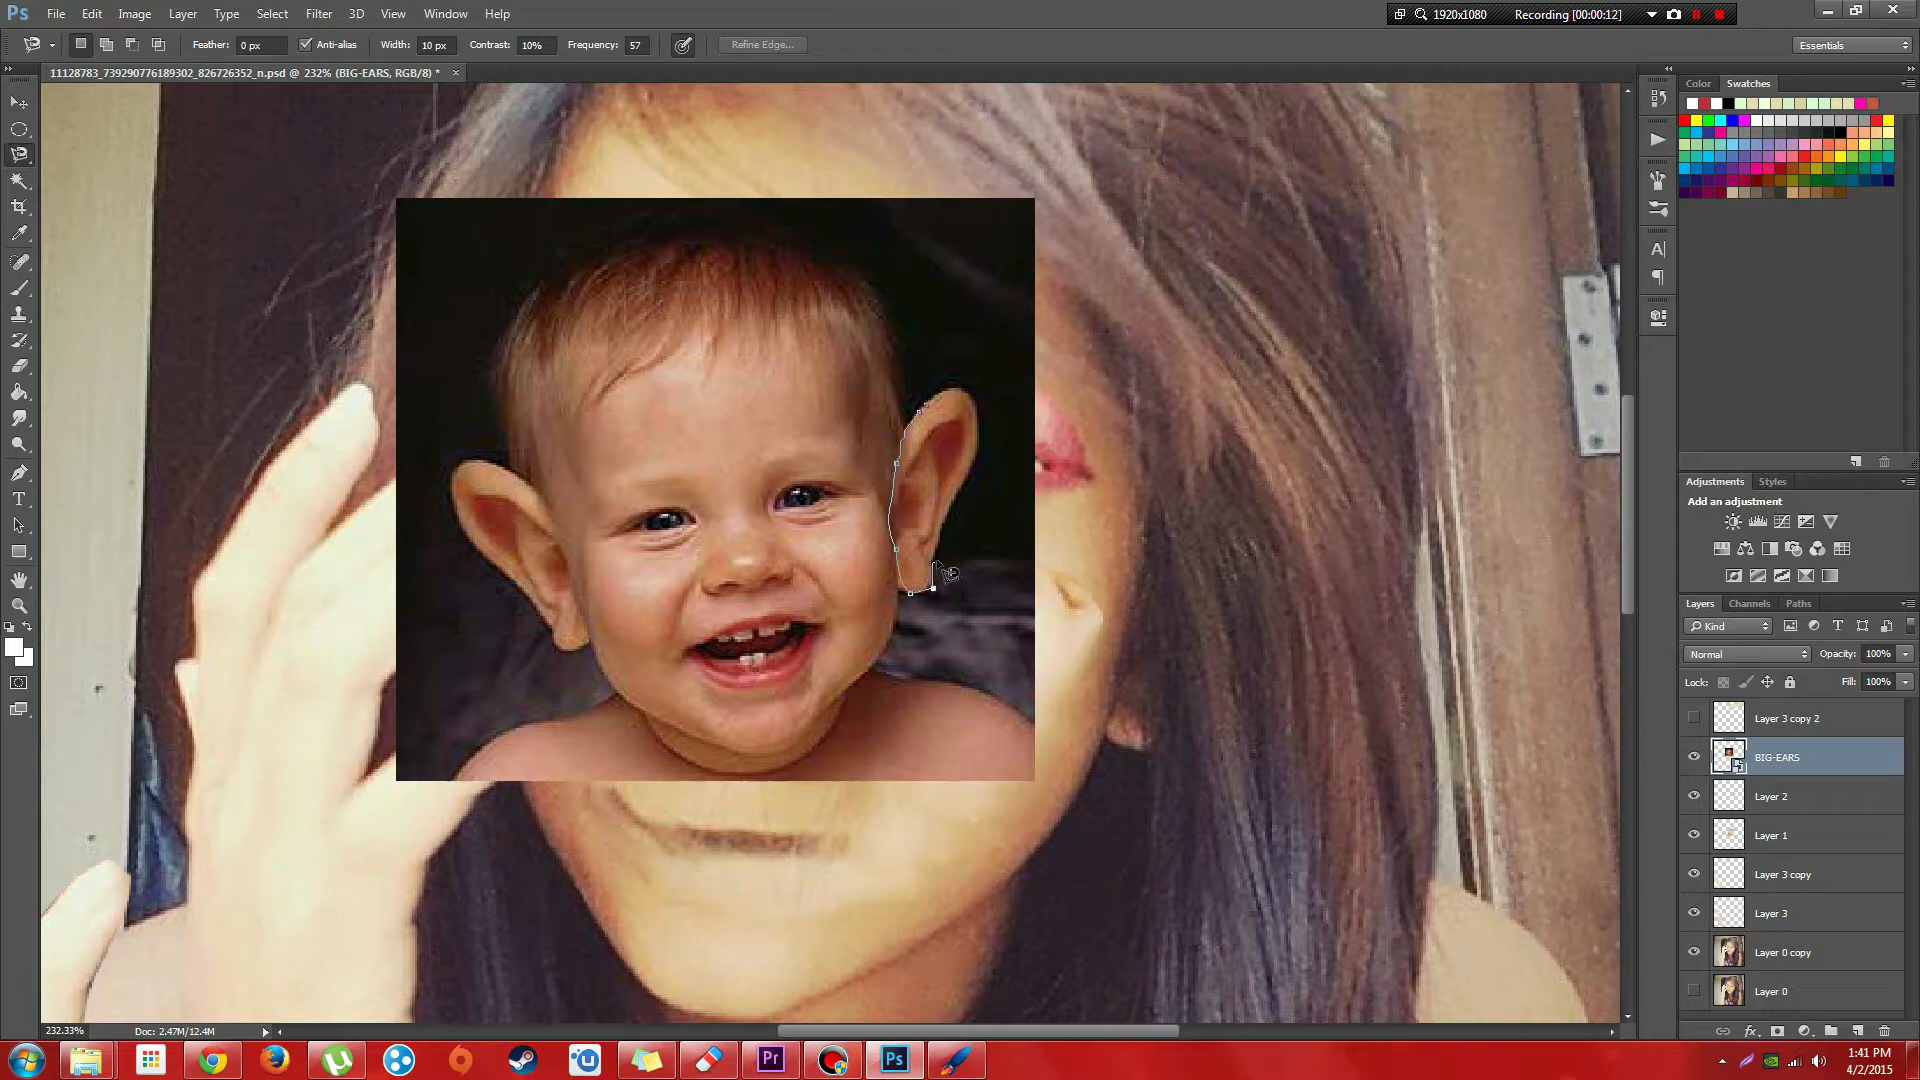 Ps File Edit Image Layer Type Select Filter 3D View Window Help 1920x1080 Recording [00:00:12]
Feather: 0 px Anti-alias Width: 10 px Contrast: 10% Frequency: 57 Refine Edge... Essentials
11128783_739290776189302_826726352_n.psd @ 232% (BIG-EARS, RGB/8) * ×
Color Swatches
Adjustments Styles
Add an adjustment
Layers Channels Paths
Kind
Normal Opacity: 100%
Lock: Fill: 100%
Layer 3 copy 2
BIG-EARS
Layer 2
Layer 1
Layer 3 copy
Layer 3
Layer 0 copy
Layer 0
232.33% Doc: 2.47M/12.4M
fx
Pr Ps 1:41 PM
4/2/2015